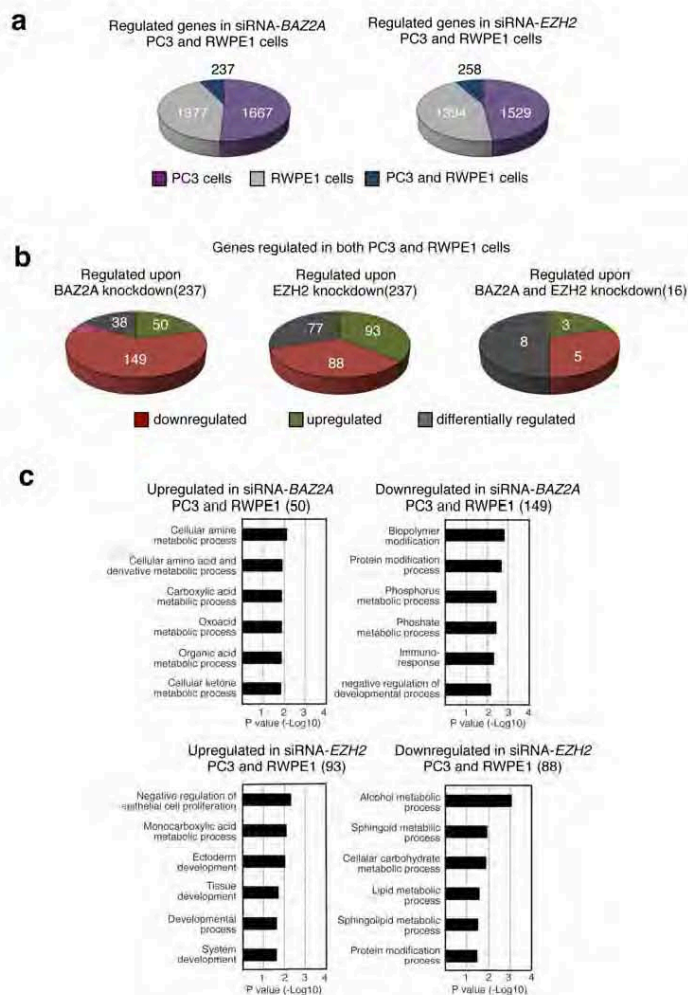 a
Regulated genes in siRNA-BAZ2A
PC3 and RWPE1 cells
Regulated genes in siRNA-EZH2
PC3 and RWPE1 cells
237
1377
1667
258
1394
1529
PC3 cells
RWPE1 cells
PC3 and RWPE1 cells
b
Genes regulated in both PC3 and RWPE1 cells
Regulated upon
BAZ2A knockdown(237)
Regulated upon
EZH2 knockdown(237)
Regulated upon
BAZ2A and EZH2 knockdown(16)
38
50
149
77
93
88
8
3
5
downregulated
upregulated
differentially regulated
c
Upregulated in siRNA-BAZ2A
PC3 and RWPE1 (50)
Cellular amine
metabolic process
Cellular amino acid and
derivative metabolic process
Carboxylic acid
metabilic process
Oxoacid
metabolic process
Organic acid
metabolic process
Cellular ketone
metabolic process
1 2 3 4
P value (-Log10)
Downregulated in siRNA-BAZ2A
PC3 and RWPE1 (149)
Biopolymer
modification
Protein modification
process
Phosphorus
metabolic process
Phoshate
metabolic process
Immuno-
response
negative regulation of
developmental process
1 2 3 4
P value (-Log10)
Upregulated in siRNA-EZH2
PC3 and RWPE1 (93)
Negative regulation of
epithelial cell proliferation
Monocarboxylic acid
metabolic process
Ectoderm
development
Tissue
development
Developmental
process
System
development
1 2 3 4
P value (-Log10)
Downregulated in siRNA-EZH2
PC3 and RWPE1 (88)
Alcohol metabolic
process
Sphingoid metabilic
process
Cellalar carbohydrate
metabolic process
Lipid metabolic
process
Sphingolipid metabolic
process
Protein modification
process
1 2 3 4
P value (-Log10)